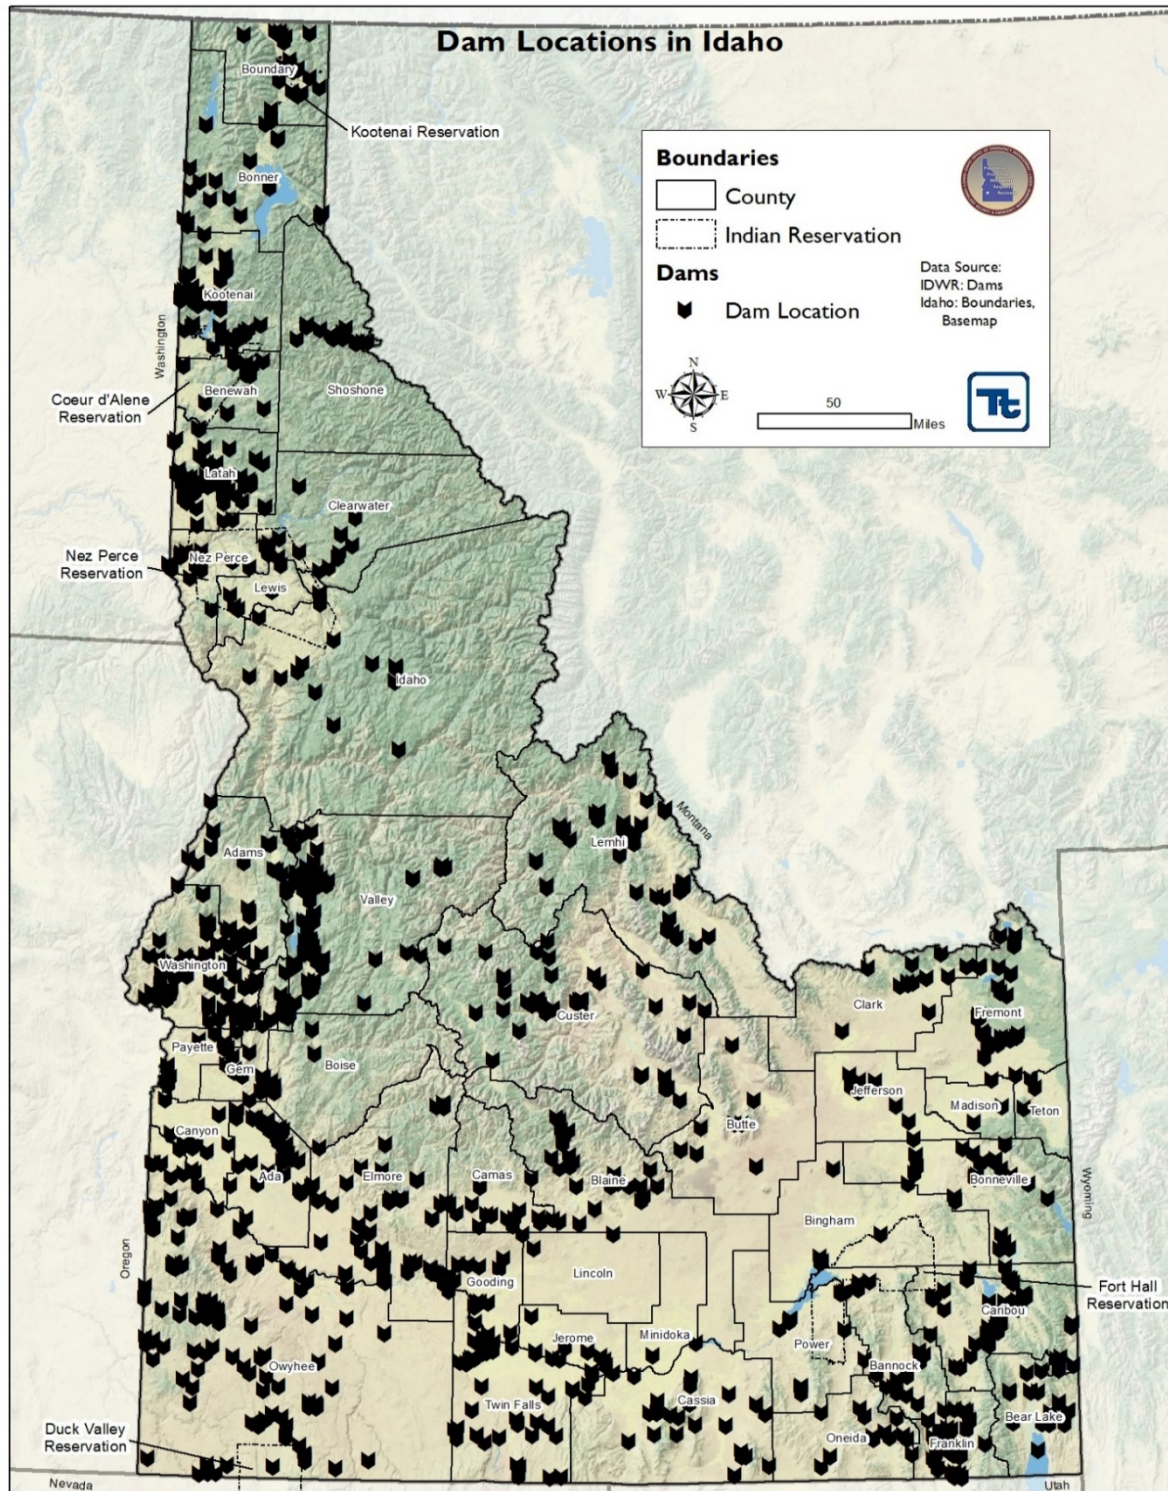 Dam Locations in Idaho
Boundary
Kootenai Reservation
Bonner
Boundaries
County
Indian Reservation
Dams
Dam Location
Data Source:
IDWR: Dams
Idaho: Boundaries,
Basemap
N
W
E
S
50
Miles
Tt
Kootenai
Washington
Shoshone
Benewah
Coeur d'Alene
Reservation
Latah
Clearwater
Nez Perce
Reservation
Nez Perce
Lewis
Idaho
Montana
Lemhi
Adams
Valley
Washington
Custer
Clark
Fremont
Payette
Gem
Boise
Jefferson
Madison
Teton
Butte
Canyon
Ada
Elmore
Camas
Blaine
Bonneville
Wyoming
Bingham
Oregon
Gooding
Lincoln
Fort Hall
Reservation
Caribou
Jerome
Minidoka
Power
Owyhee
Bannock
Twin Falls
Cassia
Bear Lake
Duck Valley
Reservation
Oneida
Franklin
Nevada
Utah